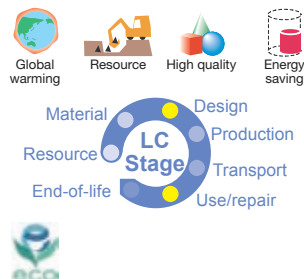 Global
warming
Resource
High quality
Energy
saving
Material
Design
Production
LC
Stage
Resource
Transport
End-of-life
Use/repair
eco